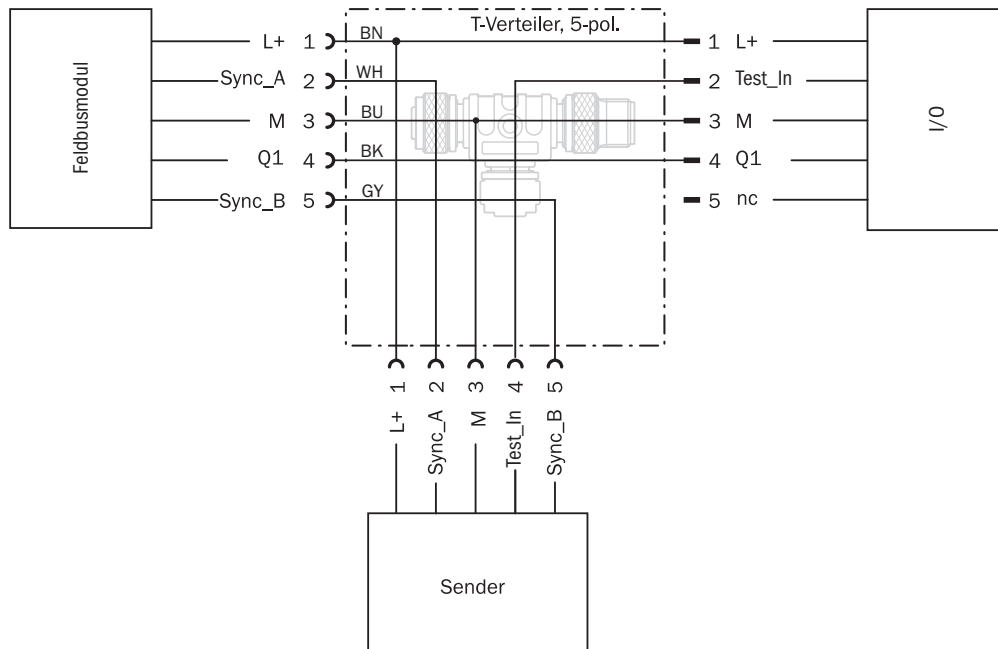 T-Verteiler, 5-pol.
Feldbusmodul
L+ 1 BN 1 L+
Sync_A 2 WH 2 Test_In
M 3 BU 3 M
Q1 4 BK 4 Q1
Sync_B 5 GY 5 nc
I/O
1 2 3 4 5
L+ Sync_A M Test_In Sync_B
Sender